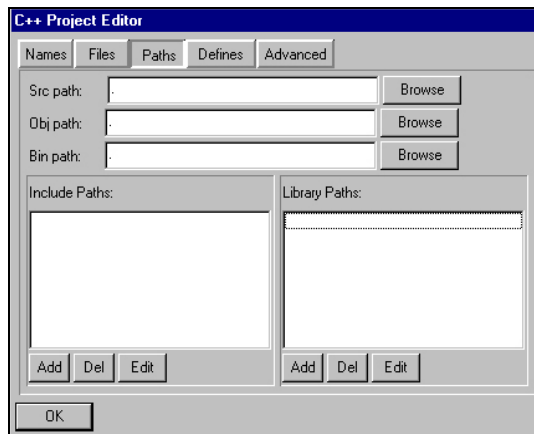 C++ Project Editor
Names Files Paths Defines Advanced
Src path: . Browse
Obj path: . Browse
Bin path: . Browse
Include Paths: Library Paths:
Add Del Edit Add Del Edit
OK